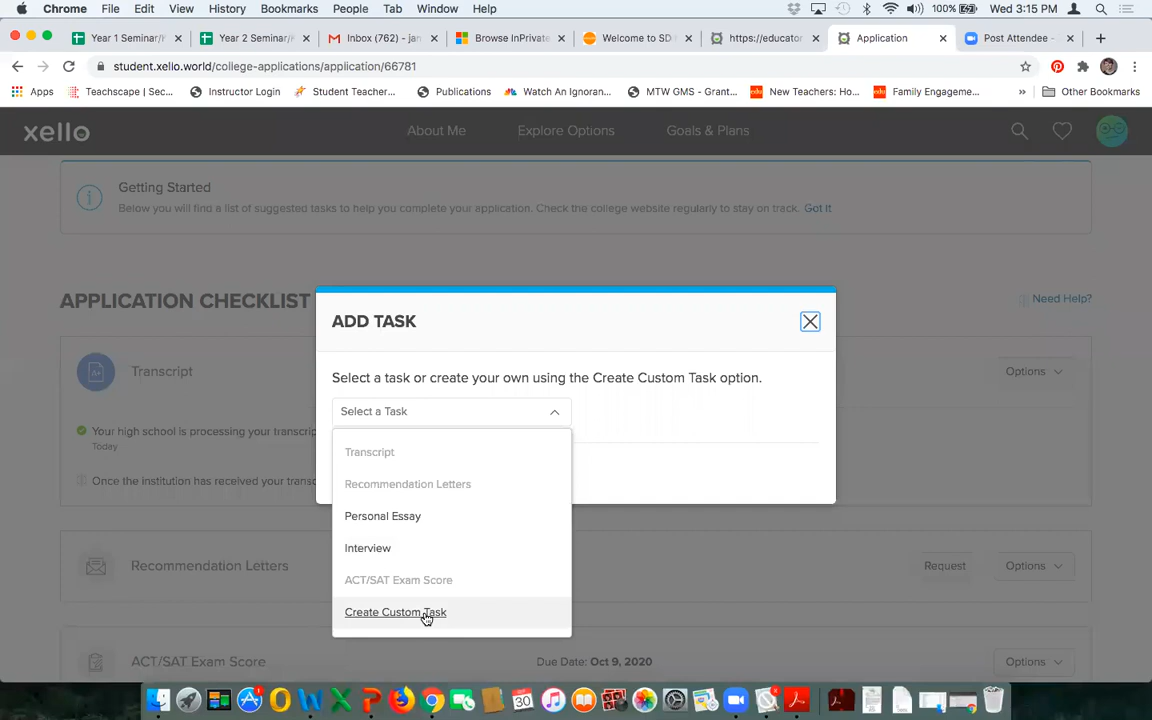 Chrome File Edit View History Bookmarks People Tab Window Help 100% Wed 3:15 PM
Year 1 Seminar/ Year 2 Seminar/ Inbox (762) - jan Browse InPrivate Welcome to SD https://educator Application Post Attendee -
student.xello.world/college-applications/application/66781
Apps Teachscape | Sec... Instructor Login Student Teacher... Publications Watch An Ignoran... MTW GMS - Grant... New Teachers: Ho... Family Engageme... » Other Bookmarks
xello About Me Explore Options Goals & Plans
Getting Started
Below you will find a list of suggested tasks to help you complete your application. Check the college website regularly to stay on track. Got It
APPLICATION CHECKLIST Need Help?
ADD TASK
Transcript Options
Select a task or create your own using the Create Custom Task option.
Select a Task
Your high school is processing your transcrip
Today
Once the institution has received your transc
Transcript
Recommendation Letters
Personal Essay
Interview
ACT/SAT Exam Score
Create Custom Task
Recommendation Letters Request Options
ACT/SAT Exam Score Due Date: Oct 9, 2020 Options
SEP
30